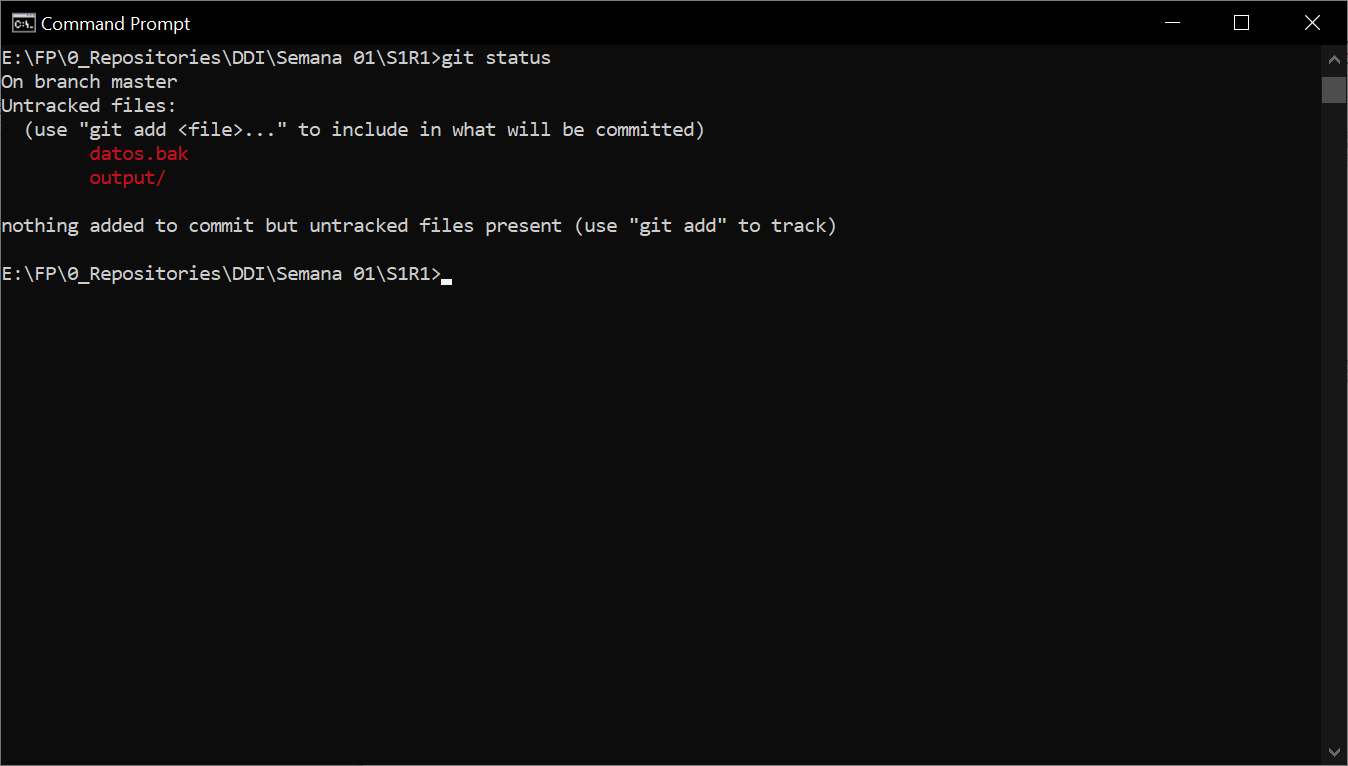 Command Prompt
E:\FP\0_Repositories\DDI\Semana 01\S1R1>git status
On branch master
Untracked files:
  (use "git add <file>..." to include in what will be committed)
        datos.bak
        output/

nothing added to commit but untracked files present (use "git add" to track)

E:\FP\0_Repositories\DDI\Semana 01\S1R1>